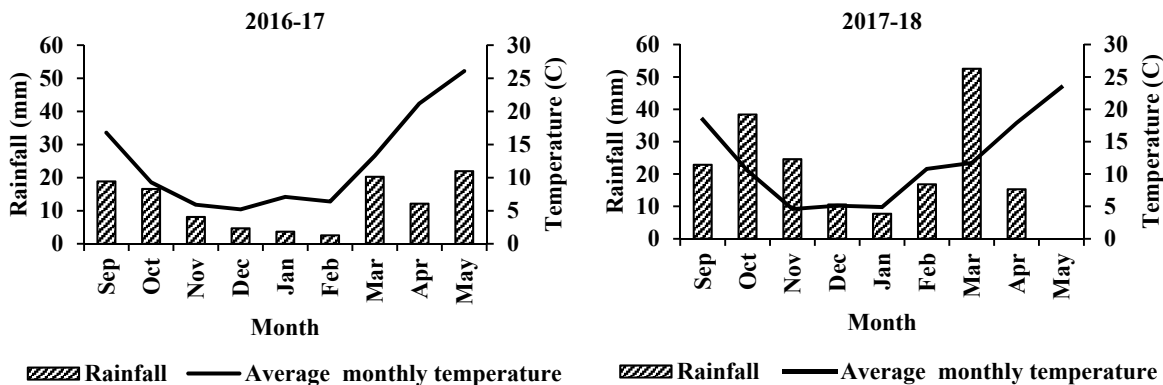 2016-17
Rainfall (mm)
60
50
40
30
20
10
0
30
25
20
15
10
5
0
Temperature (C)
Sep
Oct
Nov
Dec
Jan
Feb
Mar
Apr
May
Month
Rainfall
Average monthly temperature
2017-18
Rainfall (mm)
60
50
40
30
20
10
0
30
25
20
15
10
5
0
Temperature (C)
Sep
Oct
Nov
Dec
Jan
Feb
Mar
Apr
May
Month
Rainfall
Average monthly temperature